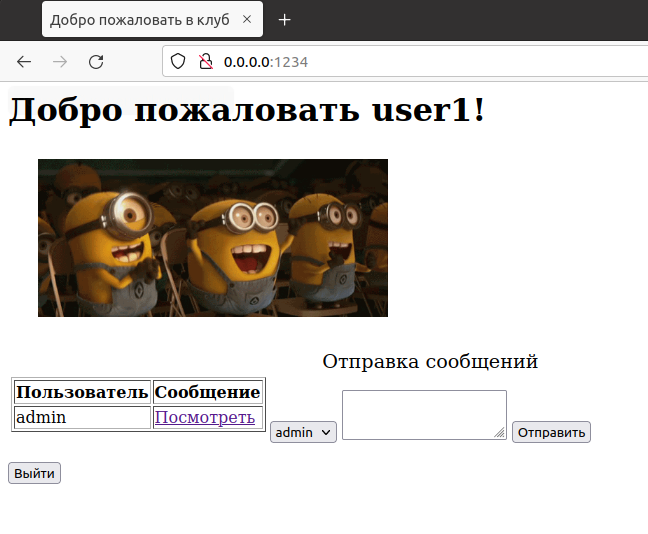 Добро пожаловать в клуб
0.0.0.0:1234
Добро пожаловать user1!
Отправка сообщений
Пользователь Сообщение
admin Посмотреть
admin Отправить
Выйти